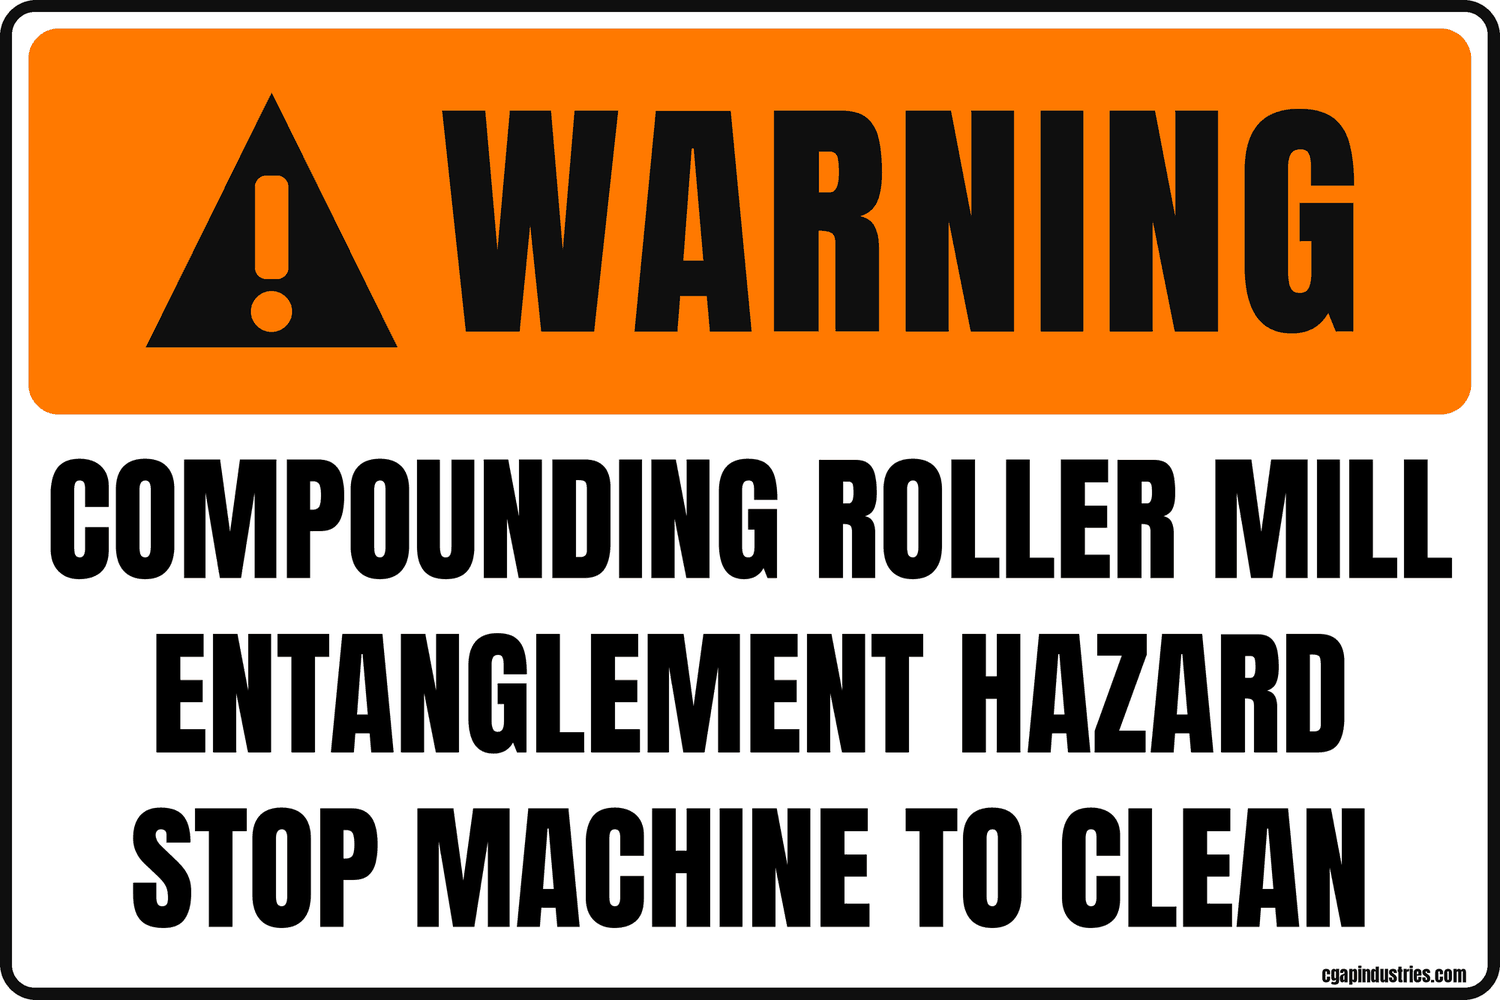 WARNING
COMPOUNDING ROLLER MILL
ENTANGLEMENT HAZARD
STOP MACHINE TO CLEAN
cgapindustries.com